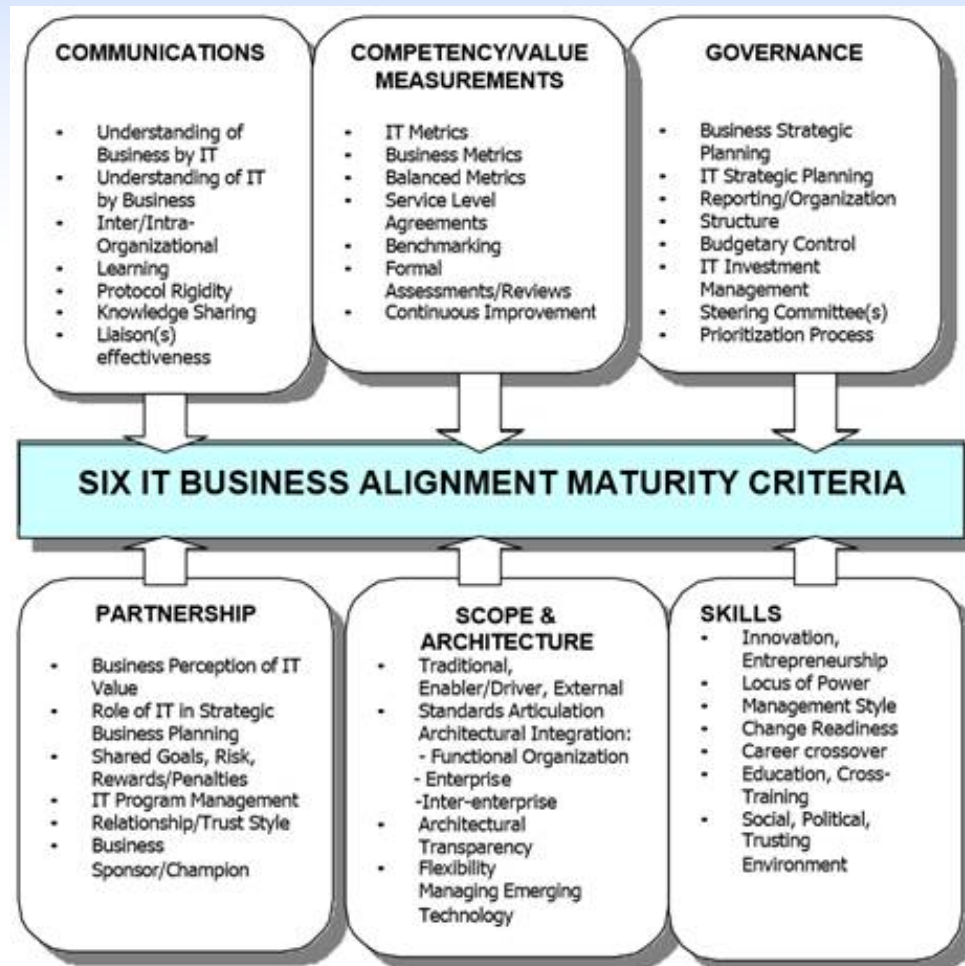 COMMUNICATIONS
• Understanding of
Business by IT
• Understanding of IT
by Business
• Inter/Intra-
Organizational
• Learning
• Protocol Rigidity
• Knowledge Sharing
• Liaison(s)
effectiveness
COMPETENCY/VALUE
MEASUREMENTS
• IT Metrics
• Business Metrics
• Balanced Metrics
• Service Level
Agreements
• Benchmarking
• Formal
Assessments/Reviews
• Continuous Improvement
GOVERNANCE
• Business Strategic
Planning
• IT Strategic Planning
• Reporting/Organization
• Structure
• Budgetary Control
• IT Investment
Management
• Steering Committee(s)
• Prioritization Process
SIX IT BUSINESS ALIGNMENT MATURITY CRITERIA
PARTNERSHIP
• Business Perception of IT
Value
• Role of IT in Strategic
Business Planning
• Shared Goals, Risk,
Rewards/Penalties
• IT Program Management
• Relationship/Trust Style
• Business
Sponsor/Champion
SCOPE &
ARCHITECTURE
• Traditional,
Enabler/Driver, External
• Standards Articulation
Architectural Integration:
- Functional Organization
- Enterprise
-Inter-enterprise
• Architectural
Transparency
• Flexibility
Managing Emerging
Technology
SKILLS
• Innovation,
Entrepreneurship
• Locus of Power
• Management Style
• Change Readiness
• Career crossover
• Education, Cross-
Training
• Social, Political,
Trusting
Environment